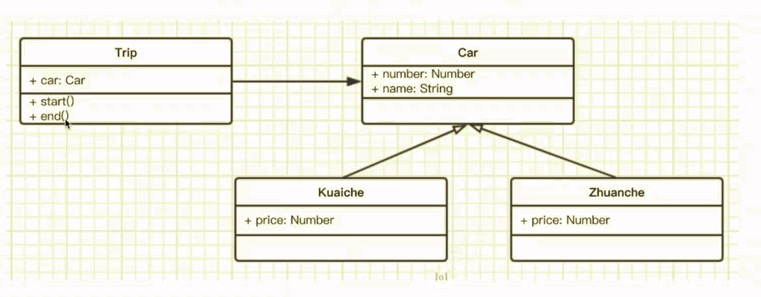 Trip
+ car: Car
+ start()
+ end()
Car
+ number: Number
+ name: String
Kuaiche
+ price: Number
Zhuanche
+ price: Number
lol